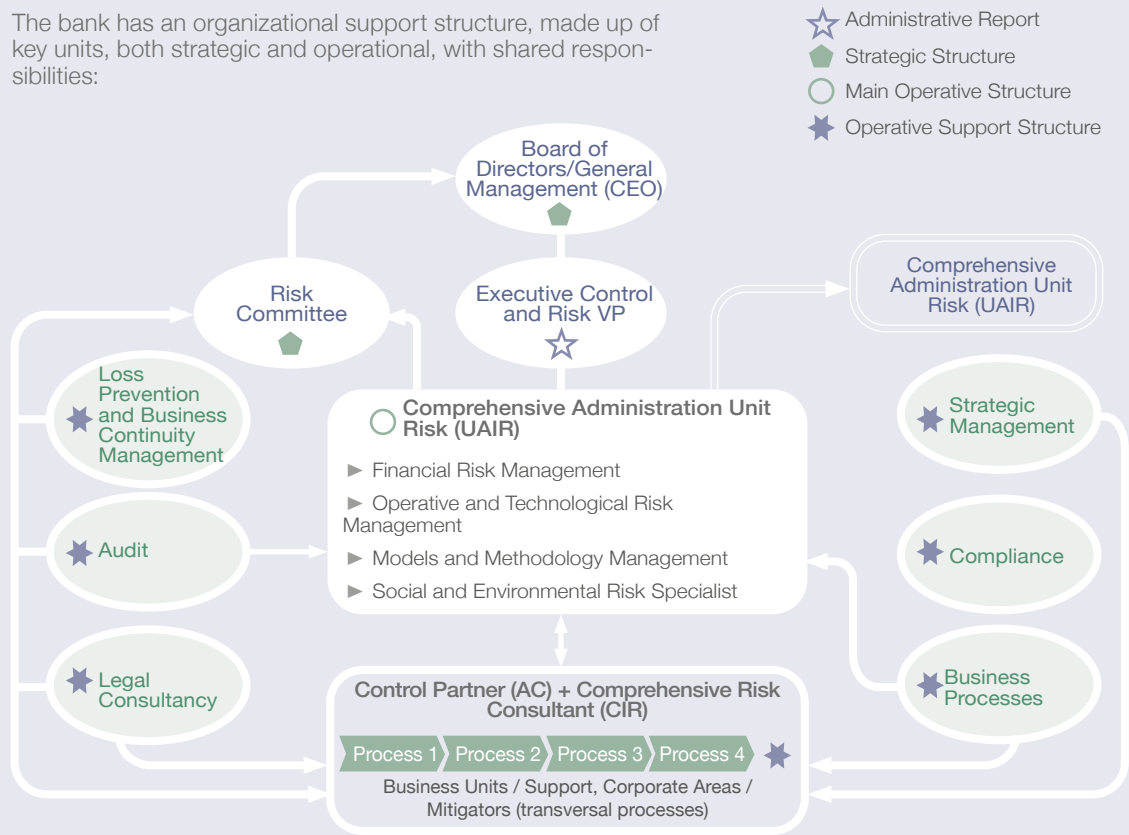 The bank has an organizational support structure, made up of
key units, both strategic and operational, with shared respon-
sibilities:
Administrative Report
Strategic Structure
Main Operative Structure
Operative Support Structure
Board of
Directors/General
Management (CEO)
Risk
Committee
Executive Control
and Risk VP
Comprehensive
Administration Unit
Risk (UAIR)
Loss
Prevention
and Business
Continuity
Management
Audit
Legal
Consultancy
Comprehensive Administration Unit
Risk (UAIR)
► Financial Risk Management
► Operative and Technological Risk
Management
► Models and Methodology Management
► Social and Environmental Risk Specialist
Strategic
Management
Compliance
Business
Processes
Control Partner (AC) + Comprehensive Risk
Consultant (CIR)
Process 1 Process 2 Process 3 Process 4
Business Units / Support, Corporate Areas /
Mitigators (transversal processes)